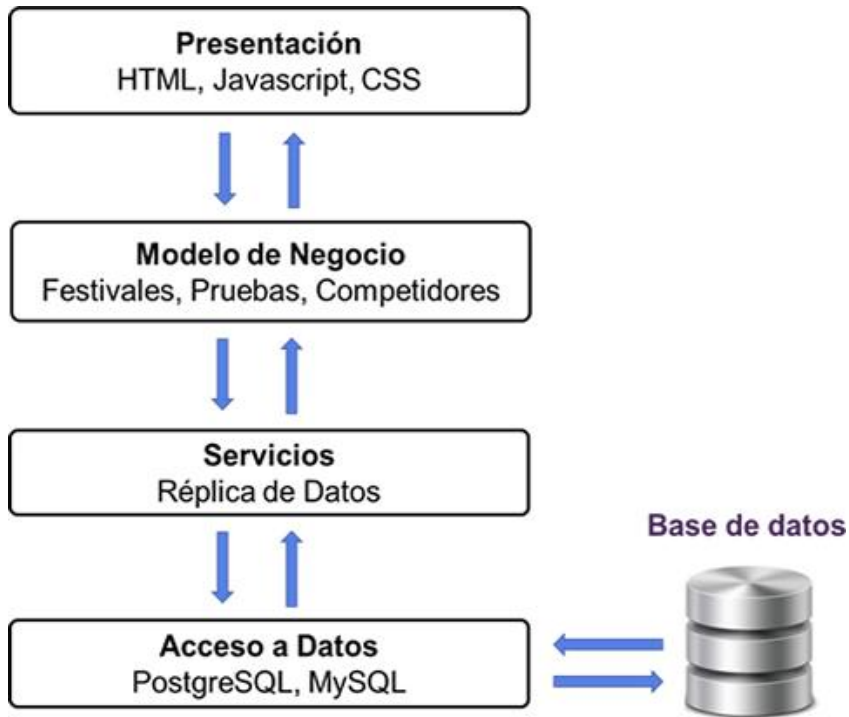 Presentación
HTML, Javascript, CSS
Modelo de Negocio
Festivales, Pruebas, Competidores
Servicios
Réplica de Datos
Base de datos
Acceso a Datos
PostgreSQL, MySQL